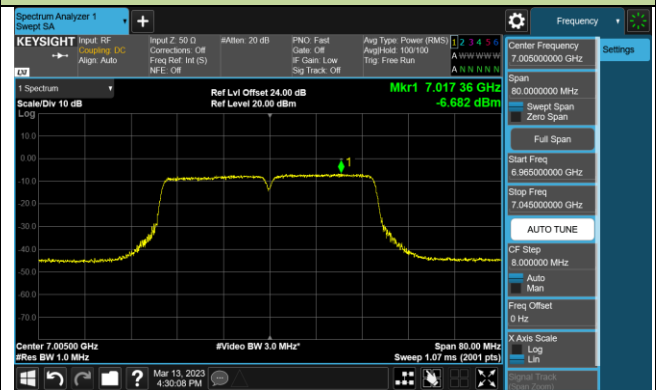 Spectrum Analyzer 1
Swept SA
+
Frequency
KEYSIGHT
Input: RF
Coupling: DC
Align: Auto
Input Z: 50 Ω
Corrections: Off
Freq Ref: Int (S)
NFE: Off
#Atten: 20 dB
PNO: Fast
Gate: Off
IF Gain: Low
Sig Track: Off
Avg Type: Power (RMS)
Avg|Hold: 100/100
Trig: Free Run
1 2 3 4 5 6
A W W W W W
A N N N N N
LXI
1 Spectrum
Scale/Div 10 dB
Log
Ref Lvl Offset 24.00 dB
Ref Level 20.00 dBm
Mkr1 7.017 36 GHz
-6.682 dBm
10.0
0.00
-10.0
-20.0
-30.0
-40.0
-50.0
-60.0
-70.0
1
Center 7.00500 GHz
#Res BW 1.0 MHz
#Video BW 3.0 MHz*
Span 80.00 MHz
Sweep 1.07 ms (2001 pts)
Mar 13, 2023
4:30:08 PM
Center Frequency
7.005000000 GHz
Settings
Span
80.0000000 MHz
Swept Span
Zero Span
Full Span
Start Freq
6.965000000 GHz
Stop Freq
7.045000000 GHz
AUTO TUNE
CF Step
8.000000 MHz
Auto
Man
Freq Offset
0 Hz
X Axis Scale
Log
Lin
Signal Track
(Span Zoom)